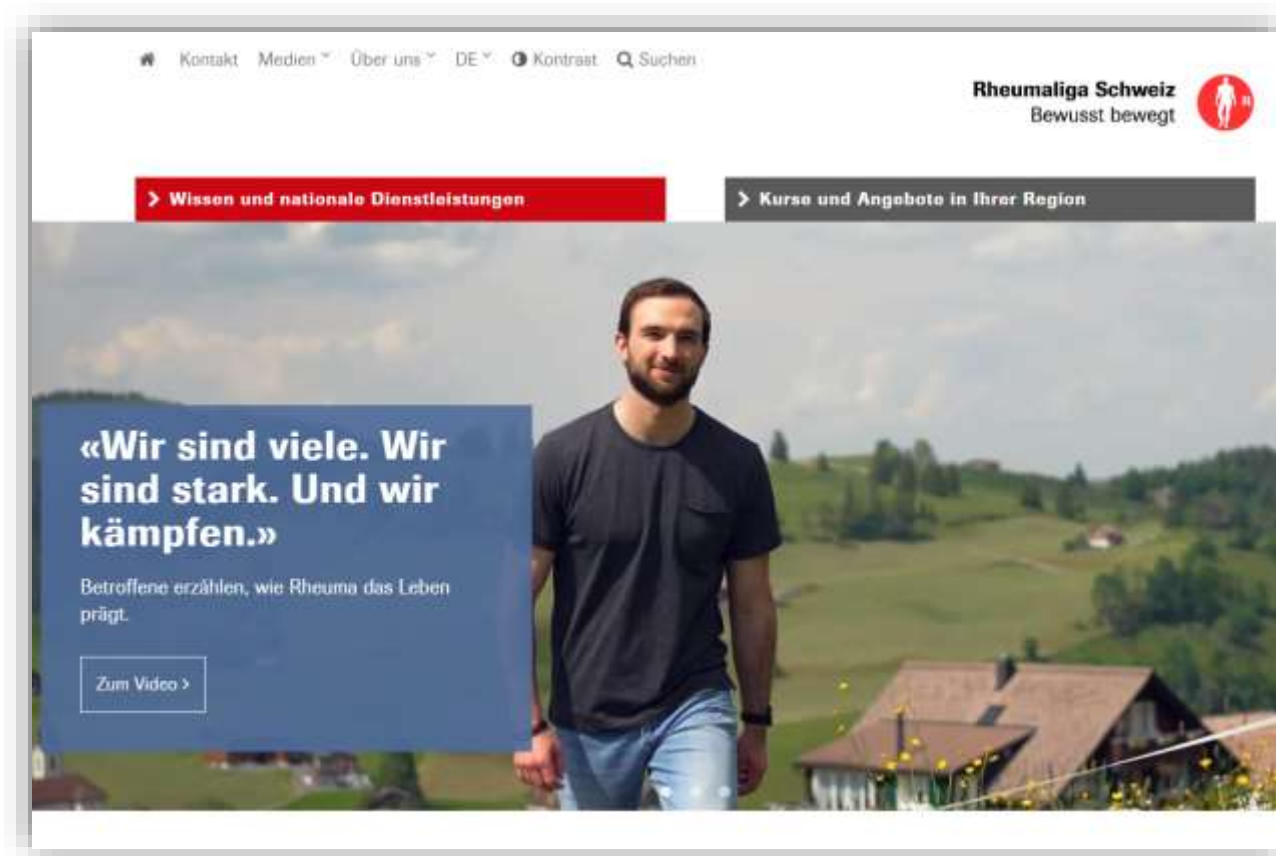 Kontakt Medien Über uns DE Kontrast Suchen
Rheumaliga Schweiz
Bewusst bewegt
Wissen und nationale Dienstleistungen
Kurse und Angebote in Ihrer Region
«Wir sind viele. Wir
sind stark. Und wir
kämpfen.»
Betroffene erzählen, wie Rheuma das Leben
prägt.
Zum Video